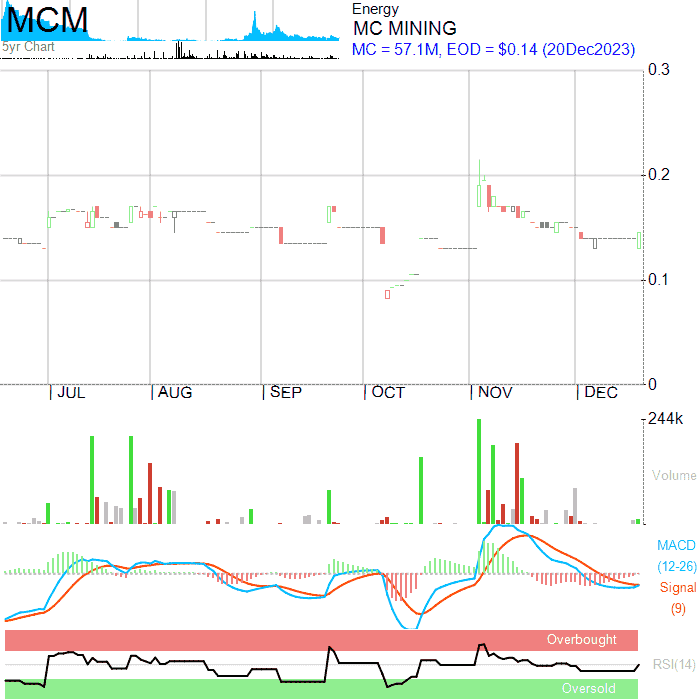 MCM
5yr Chart
Energy
MC MINING
MC = 57.1M, EOD = $0.14 (20Dec2023)
0.3
0.2
0.1
0
JUL AUG SEP OCT NOV DEC
244k
Volume
MACD
(12-26)
Signal
(9)
Overbought
RSI(14)
Oversold